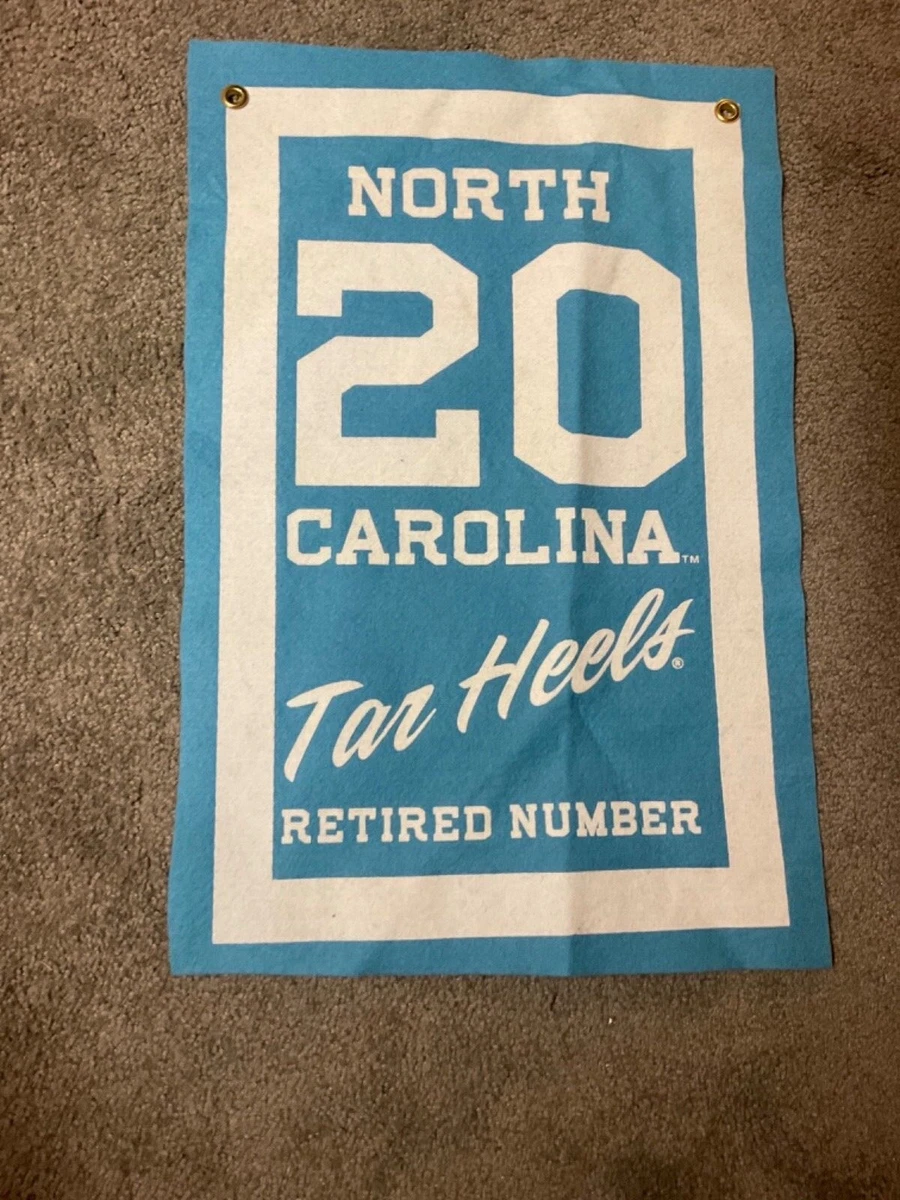 NORTH
20
CAROLINA™
Tar Heels®
RETIRED NUMBER